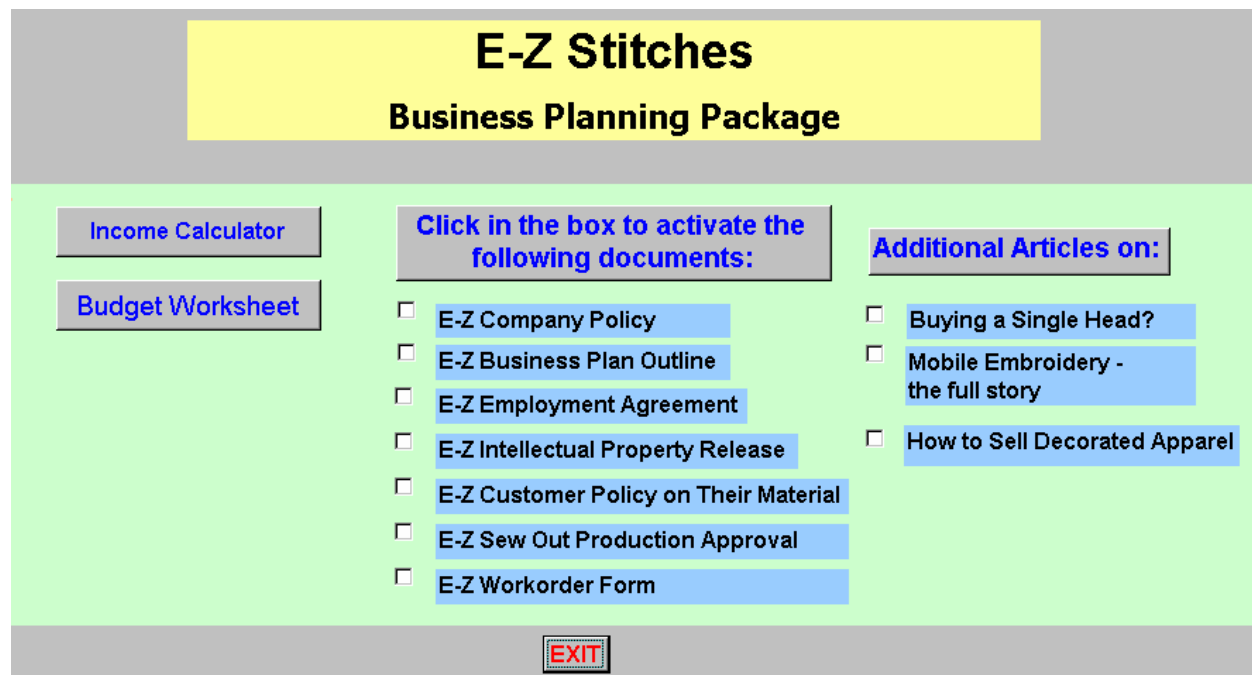 E-Z Stitches
Business Planning Package
Income Calculator
Budget Worksheet
Click in the box to activate the
following documents:
E-Z Company Policy
E-Z Business Plan Outline
E-Z Employment Agreement
E-Z Intellectual Property Release
E-Z Customer Policy on Their Material
E-Z Sew Out Production Approval
E-Z Workorder Form
Additional Articles on:
Buying a Single Head?
Mobile Embroidery -
the full story
How to Sell Decorated Apparel
EXIT